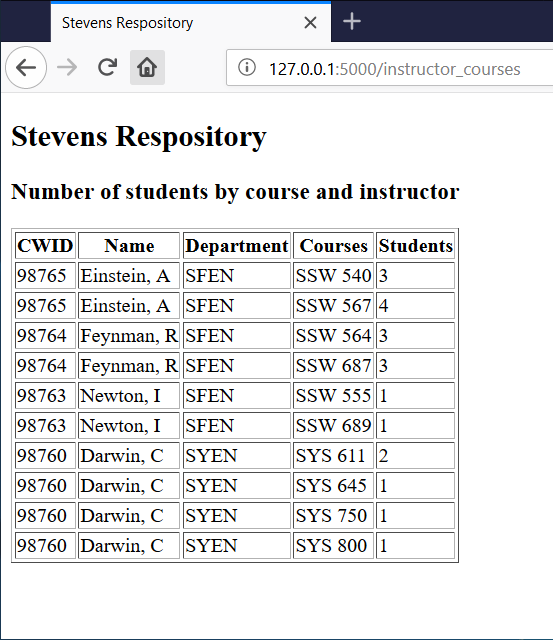 Stevens Respository
127.0.0.1:5000/instructor_courses
Stevens Respository
Number of students by course and instructor
CWID Name Department Courses Students
98765 Einstein, A SFEN SSW 540 3
98765 Einstein, A SFEN SSW 567 4
98764 Feynman, R SFEN SSW 564 3
98764 Feynman, R SFEN SSW 687 3
98763 Newton, I SFEN SSW 555 1
98763 Newton, I SFEN SSW 689 1
98760 Darwin, C SYEN SYS 611 2
98760 Darwin, C SYEN SYS 645 1
98760 Darwin, C SYEN SYS 750 1
98760 Darwin, C SYEN SYS 800 1